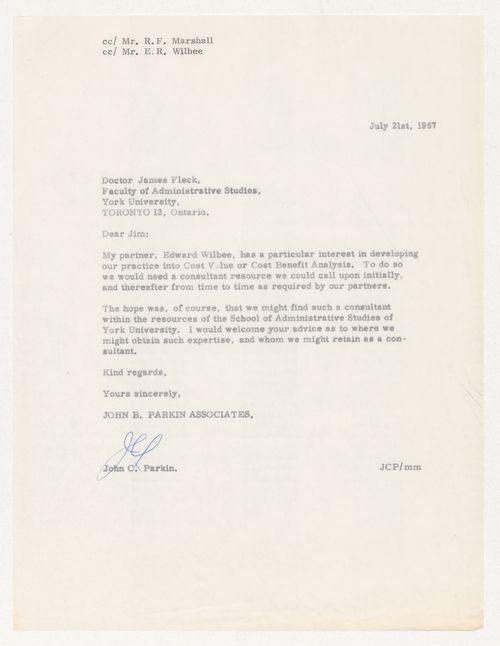 cc/ Mr. R.F. Marshall
cc/ Mr. E.R. Wilbee
July 21st, 1967
Doctor James Fleck,
Faculty of Administrative Studies,
York University,
TORONTO 12, Ontario.
Dear Jim:
My partner, Edward Wilbee, has a particular interest in developing
our practice into Cost Value or Cost Benefit Analysis. To do so
we would need a consultant resource we could call upon initially,
and thereafter from time to time as required by our partners.
The hope was, of course, that we might find such a consultant
within the resources of the School of Administrative Studies of
York University. I would welcome your advice as to where we
might obtain such expertise, and whom we might retain as a con-
sultant.
Kind regards,
Yours sincerely,
JOHN B. PARKIN ASSOCIATES,
John C. Parkin.
JCP/mm